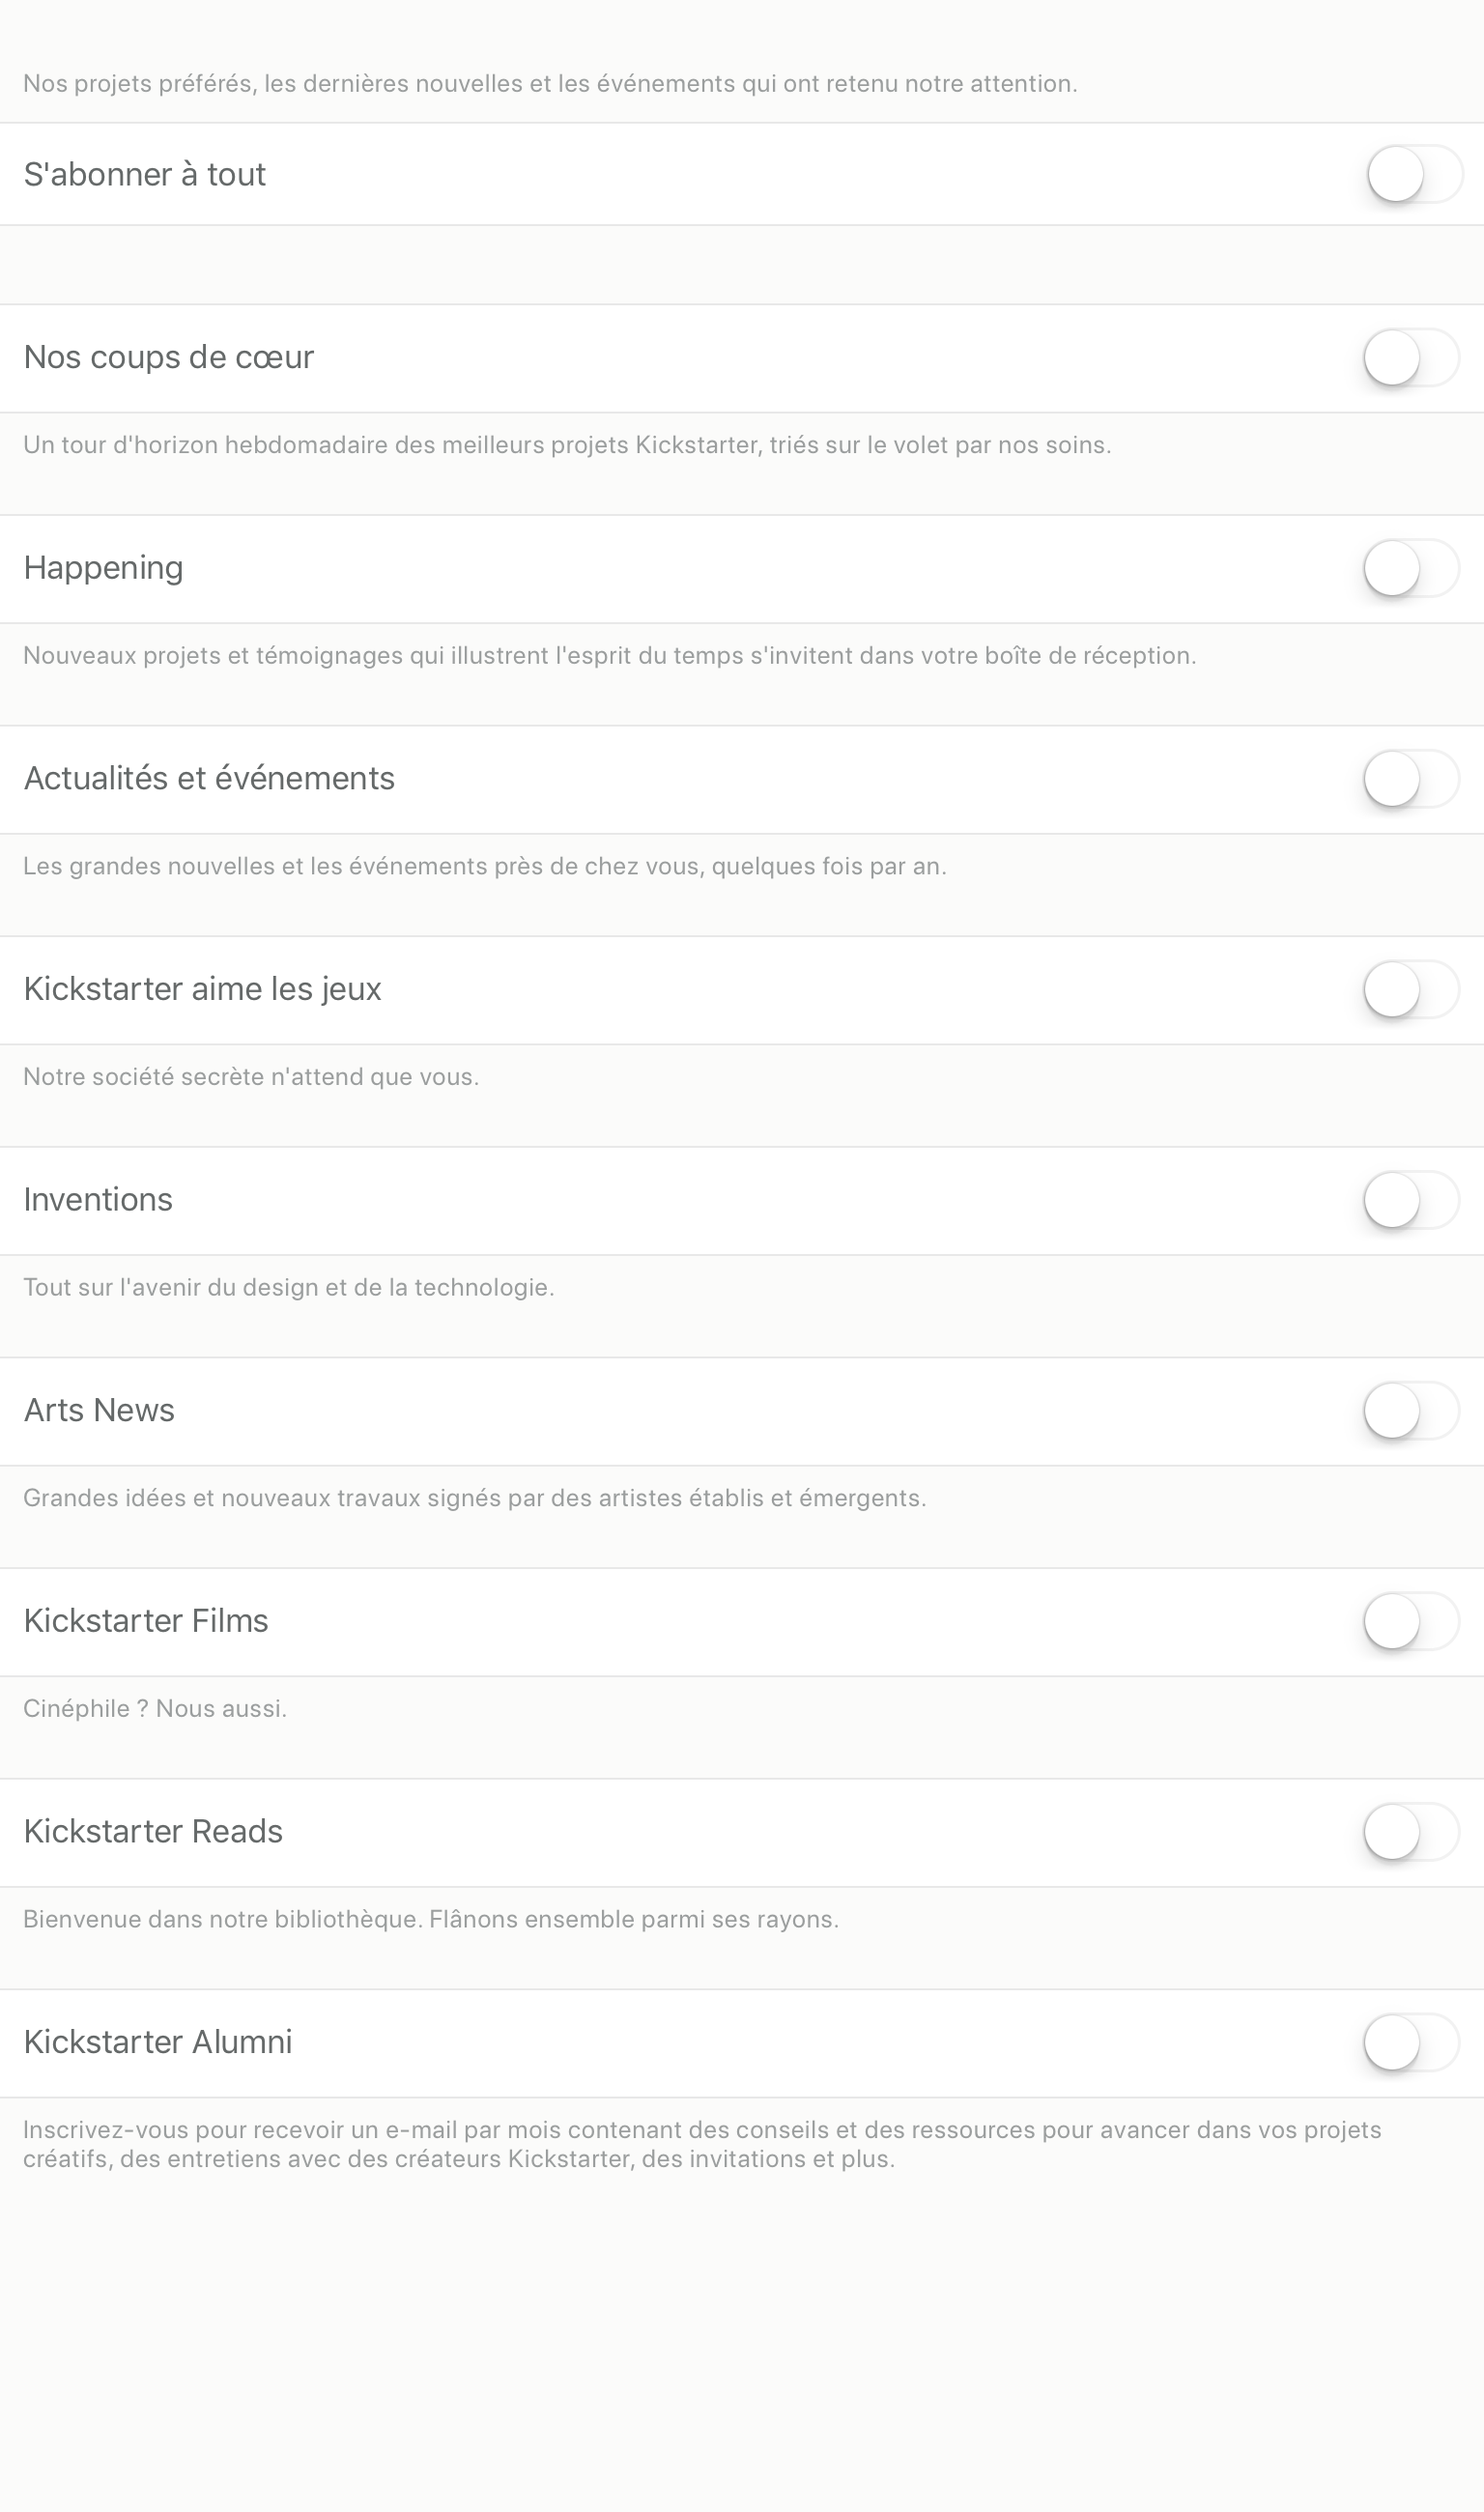 Nos projets préférés, les dernières nouvelles et les événements qui ont retenu notre attention.
S'abonner à tout
Nos coups de cœur
Un tour d'horizon hebdomadaire des meilleurs projets Kickstarter, triés sur le volet par nos soins.
Happening
Nouveaux projets et témoignages qui illustrent l'esprit du temps s'invitent dans votre boîte de réception.
Actualités et événements
Les grandes nouvelles et les événements près de chez vous, quelques fois par an.
Kickstarter aime les jeux
Notre société secrète n'attend que vous.
Inventions
Tout sur l'avenir du design et de la technologie.
Arts News
Grandes idées et nouveaux travaux signés par des artistes établis et émergents.
Kickstarter Films
Cinéphile ? Nous aussi.
Kickstarter Reads
Bienvenue dans notre bibliothèque. Flânons ensemble parmi ses rayons.
Kickstarter Alumni
Inscrivez-vous pour recevoir un e-mail par mois contenant des conseils et des ressources pour avancer dans vos projets
créatifs, des entretiens avec des créateurs Kickstarter, des invitations et plus.